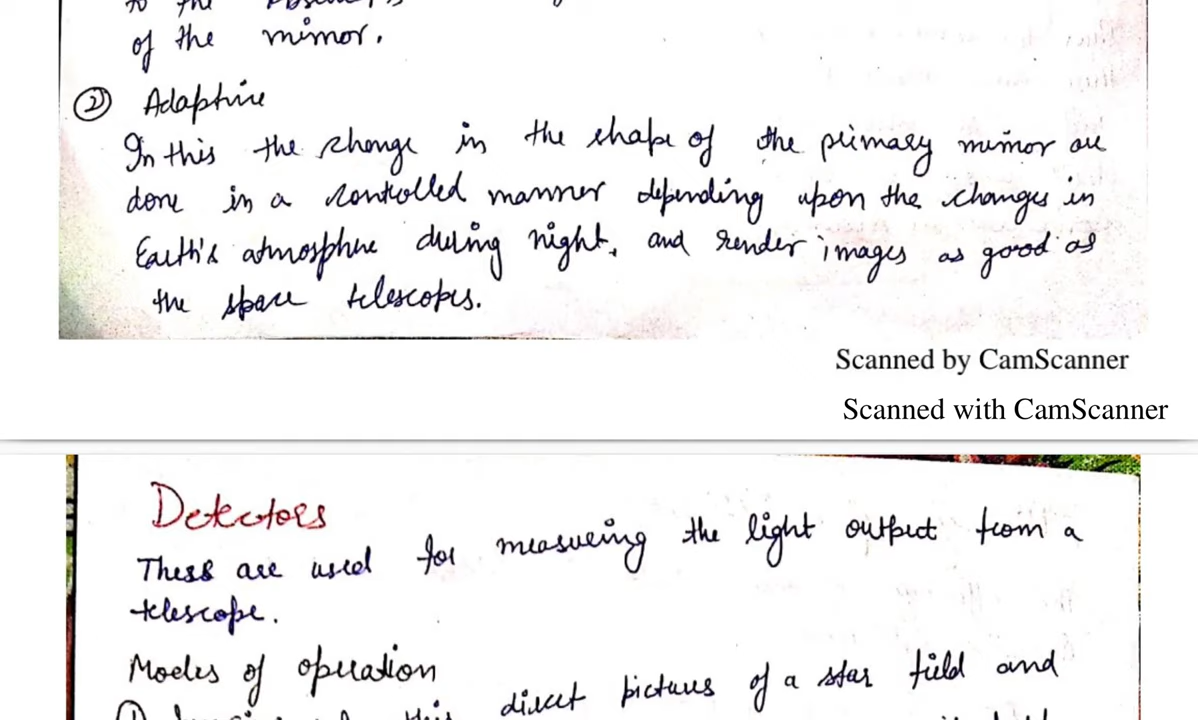 to the
of the mirror.
② Adaptive
In this the change in the shape of the primary mirror are
done in a controlled manner depending upon the changes in
Earth's atmosphere during night, and render images as good as
the space telescopes.
Scanned by CamScanner
Scanned with CamScanner
Detectors
These are used for measuring the light output from a
telescope.
Modes of operation
direct pictures of a star field and